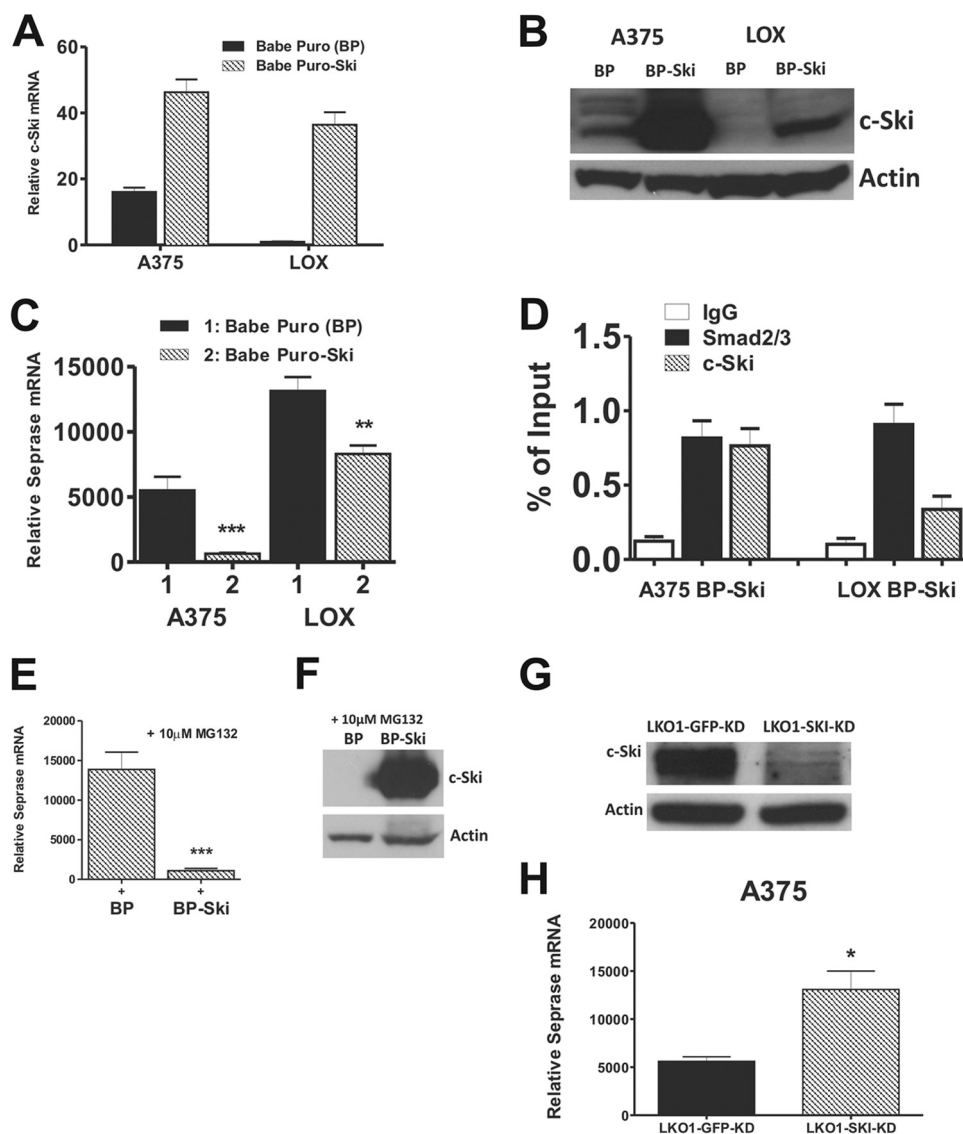 A
Relative c-Ski mRNA
60
40
20
0
Babe Puro (BP)
Babe Puro-Ski
A375
LOX
B
A375 LOX
BP BP-Ski BP BP-Ski
c-Ski
Actin
C
1: Babe Puro (BP)
2: Babe Puro-Ski
Relative Seprase mRNA
15000
10000
5000
0
***
**
1 2 1 2
A375 LOX
D
IgG
Smad2/3
c-Ski
% of Input
1.5
1.0
0.5
0.0
A375 BP-Ski LOX BP-Ski
E
Relative Seprase mRNA
20000
15000
10000
5000
0
+ 10μM MG132
***
+ +
BP BP-Ski
F
+ 10μM MG132
BP BP-Ski
c-Ski
Actin
G
LKO1-GFP-KD LKO1-SKI-KD
c-Ski
Actin
H
A375
Relative Seprase mRNA
20000
15000
10000
5000
0
*
LKO1-GFP-KD LKO1-SKI-KD